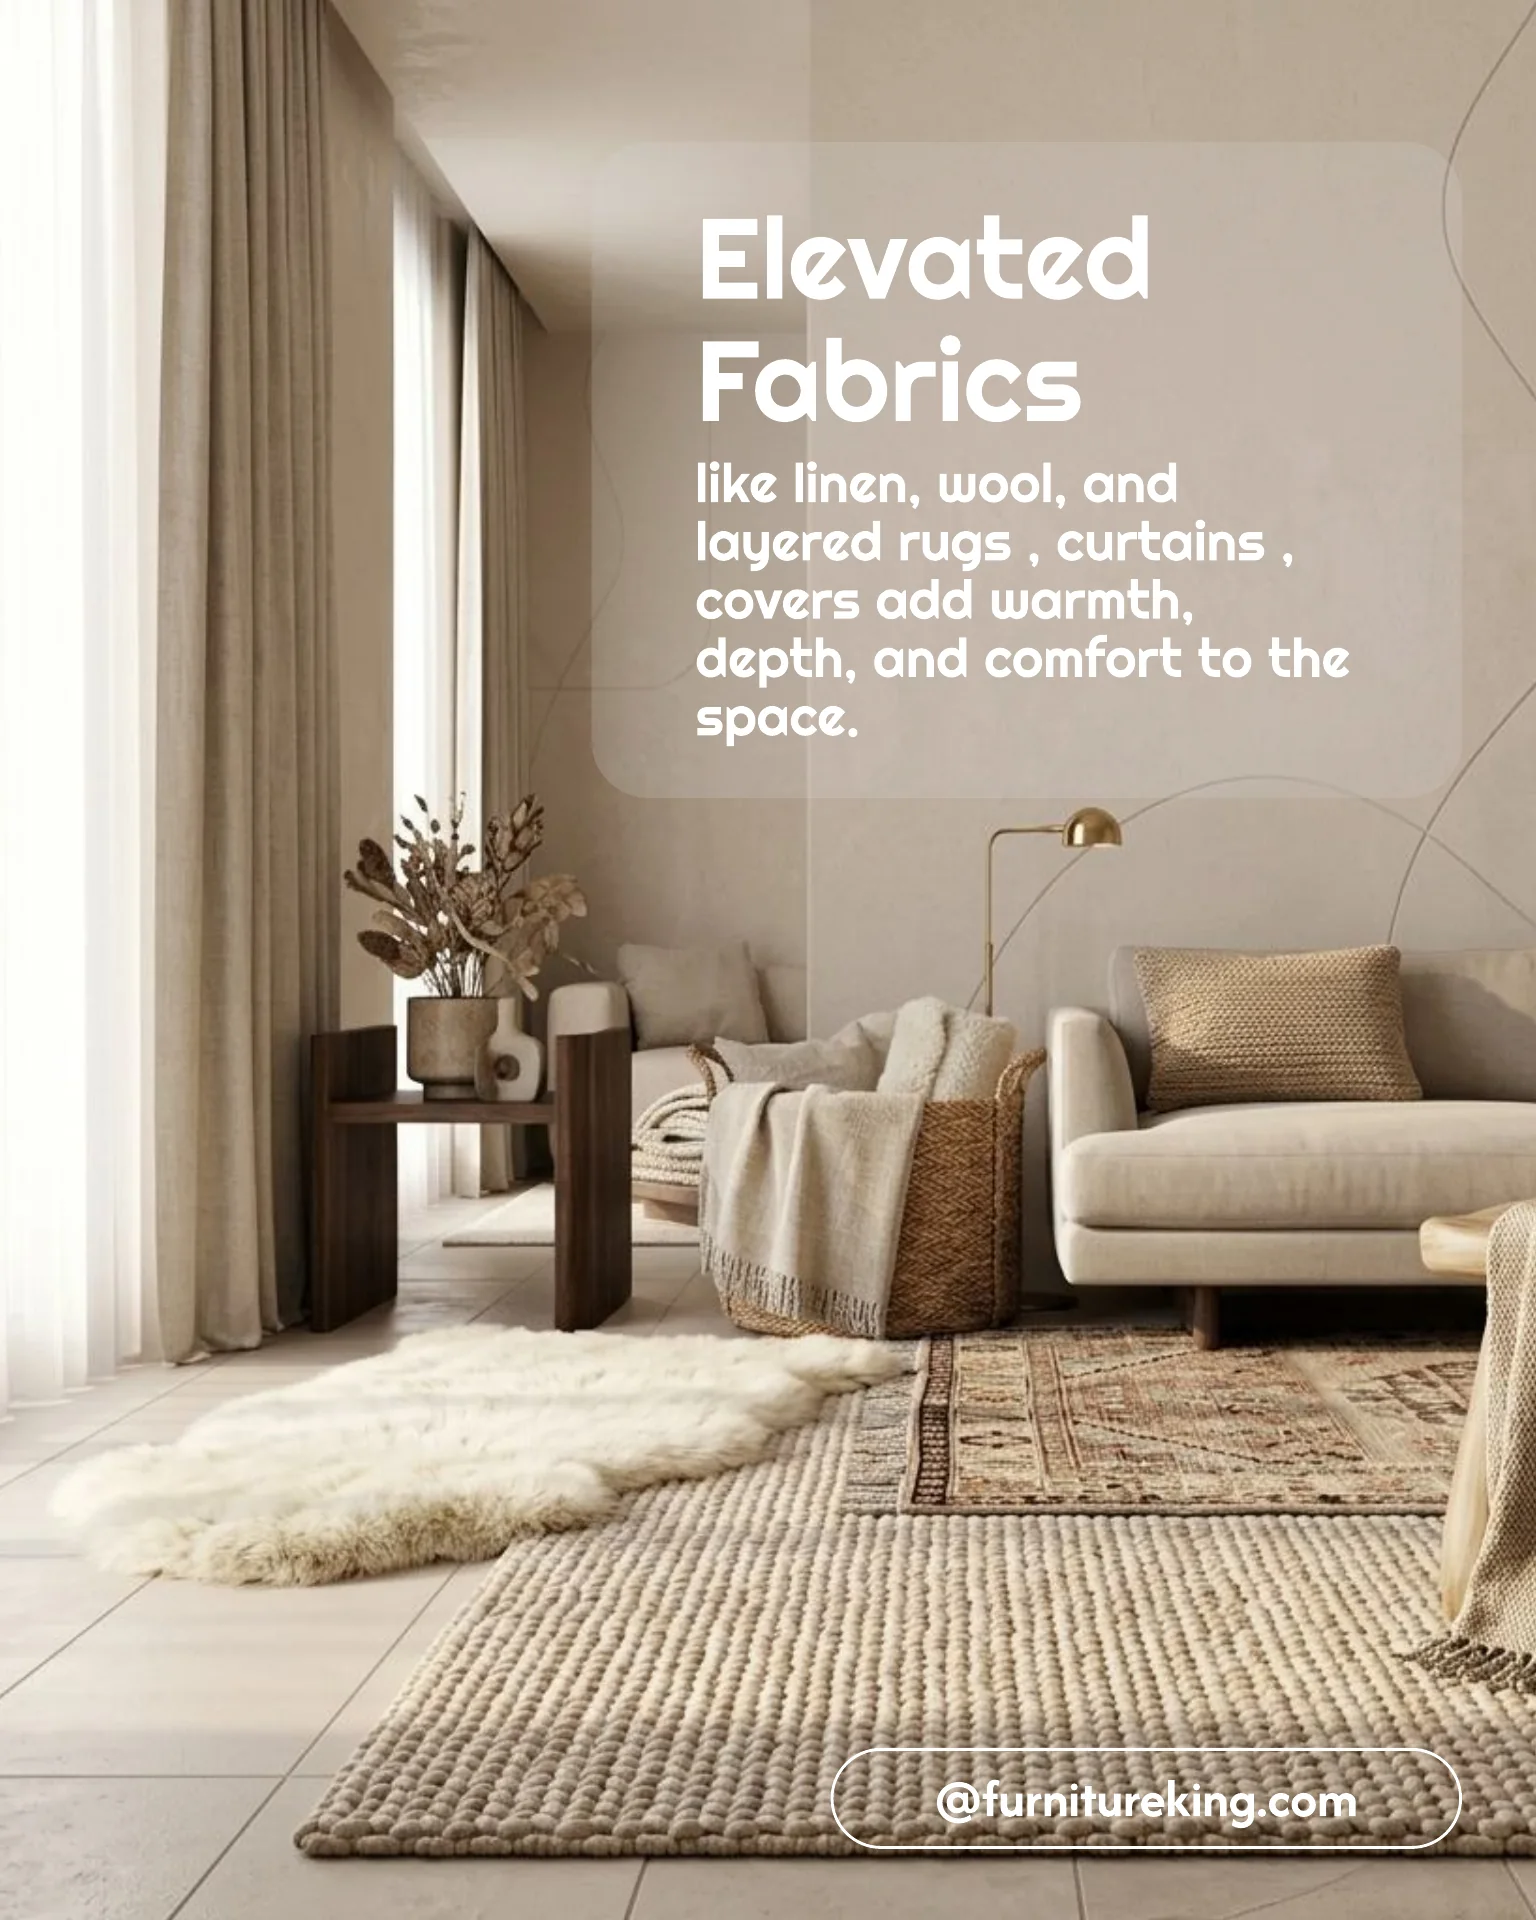 Elevated
Fabrics
like linen, wool, and
layered rugs , curtains ,
covers add warmth,
depth, and comfort to the
space.
@furnitureking.com